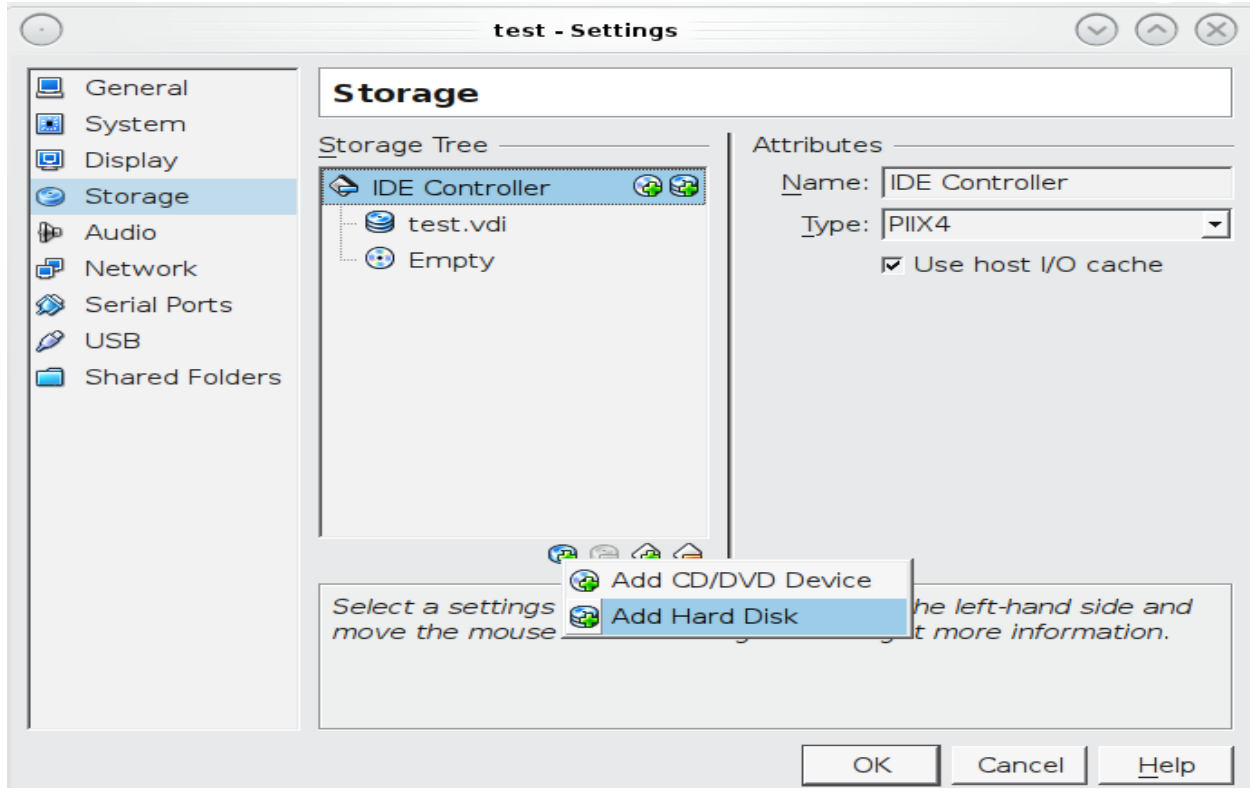 test - Settings
General
System
Display
Storage
Audio
Network
Serial Ports
USB
Shared Folders
Storage
Storage Tree
IDE Controller
test.vdi
Empty
Attributes
Name: IDE Controller
Type: PIIX4
Use host I/O cache
Add CD/DVD Device
Add Hard Disk
Select a settings he left-hand side and
move the mouse t more information.
OK Cancel Help